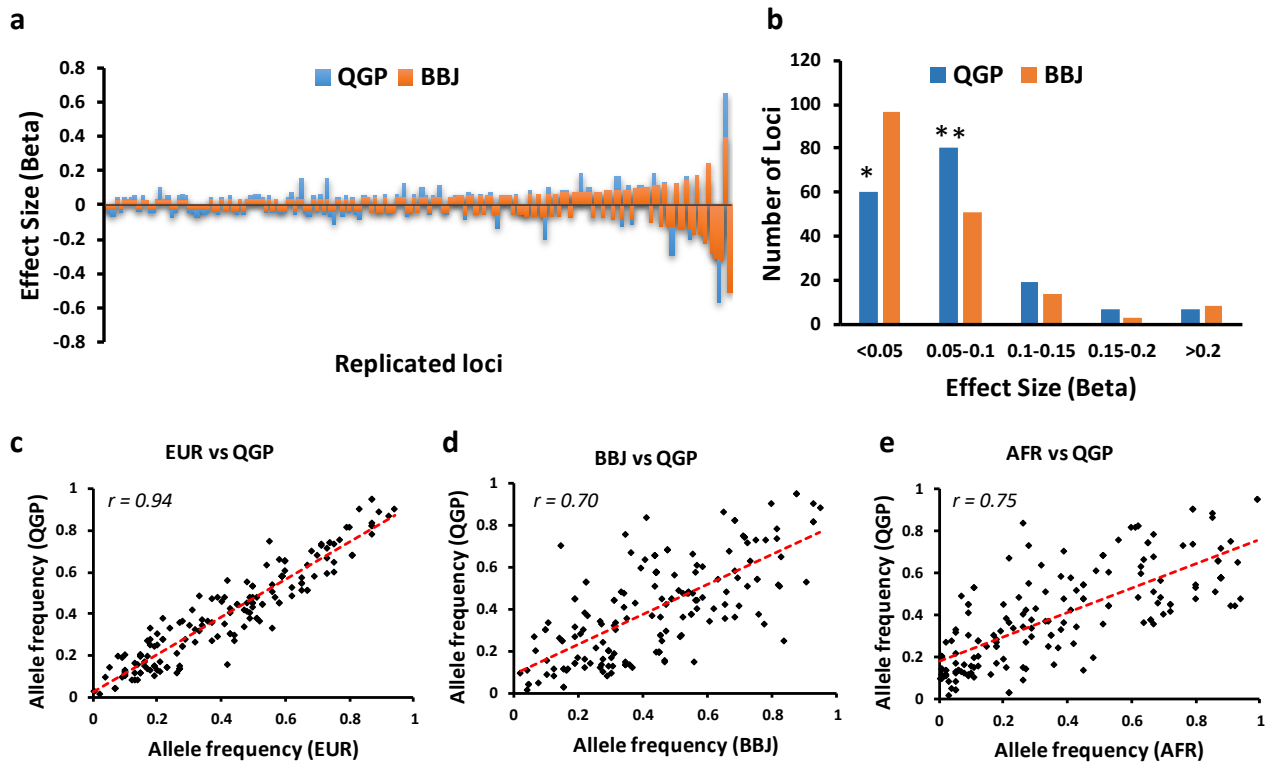 a
QGP BBJ
Effect Size (Beta)
0.8
0.6
0.4
0.2
0
-0.2
-0.4
-0.6
-0.8
Replicated loci
b
QGP BBJ
Number of Loci
120
100
80
60
40
20
0
*
**
<0.05 0.05-0.1 0.1-0.15 0.15-0.2 >0.2
Effect Size (Beta)
c
EUR vs QGP
r = 0.94
Allele frequency (QGP)
1
0.8
0.6
0.4
0.2
0
0 0.2 0.4 0.6 0.8 1
Allele frequency (EUR)
d
BBJ vs QGP
r = 0.70
Allele frequency (QGP)
1
0.8
0.6
0.4
0.2
0
0 0.2 0.4 0.6 0.8 1
Allele frequency (BBJ)
e
AFR vs QGP
r = 0.75
Allele frequency (QGP)
1
0.8
0.6
0.4
0.2
0
0 0.2 0.4 0.6 0.8 1
Allele frequency (AFR)